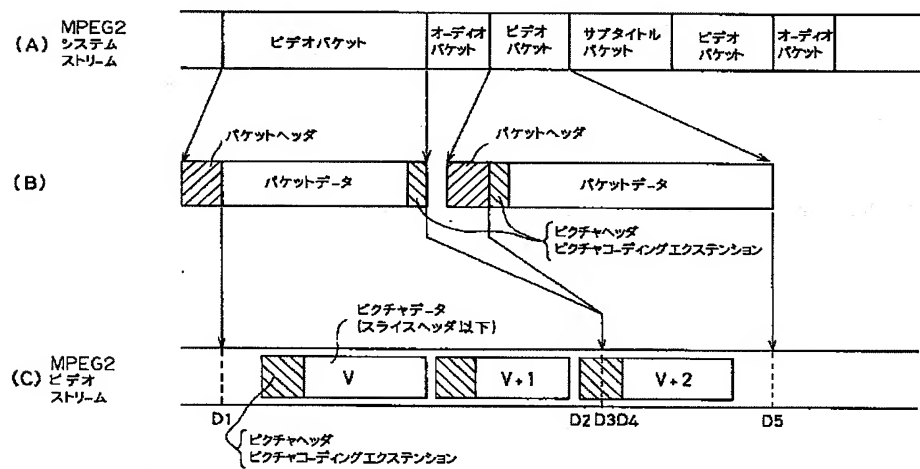 (A) MPEG2
システム
ストリーム
ビデオパケット
オーディオ
パケット
ビデオ
パケット
サブタイトル
パケット
ビデオ
パケット
オーディオ
パケット
パケットヘッダ
パケットヘッダ
(B)
パケットデータ
パケットデータ
ピクチャヘッダ
ピクチャコーディングエクステンション
ピクチャデータ
(スライスヘッダ以下)
(C) MPEG2
ビデオ
ストリーム
V
V+1
V+2
D1
D2D3D4
D5
ピクチャヘッダ
ピクチャコーディングエクステンション